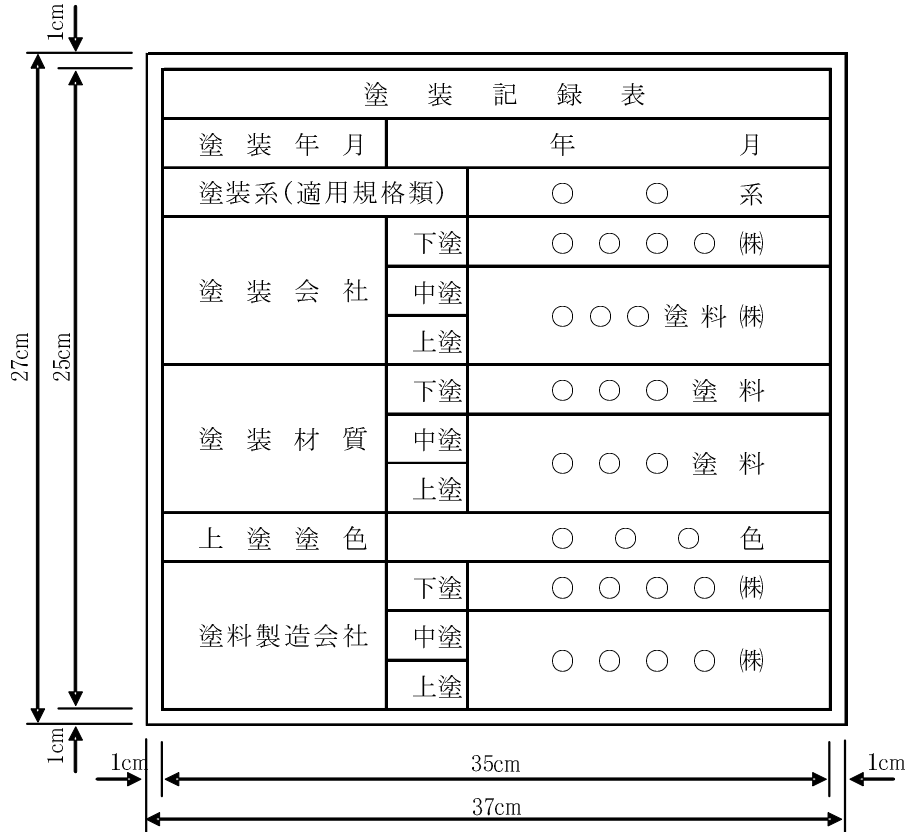 1cm
塗装記録表
塗装年月 年 月
塗装系(適用規格類) ○○系
塗装会社 下塗 ○○○○㈱
中塗 ○○○塗料㈱
上塗
塗装材質 下塗 ○○○塗料
中塗 ○○○塗料
上塗
上塗塗色 ○○○色
塗料製造会社 下塗 ○○○○㈱
中塗 ○○○○㈱
上塗
27cm
25cm
1cm
1cm 35cm 1cm
37cm